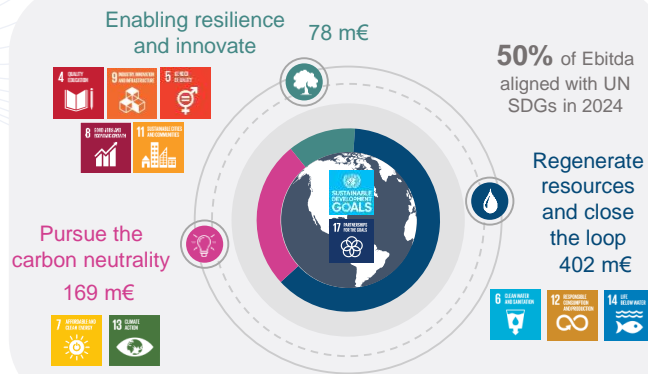 Enabling resilience
and innovate
78 m€
50% of Ebitda
aligned with UN
SDGs in 2024
4 QUALITY
EDUCATION
9 INDUSTRY, INNOVATION
AND INFRASTRUCTURE
5 GENDER
EQUALITY
8 DECENT WORK AND
ECONOMIC GROWTH
11 SUSTAINABLE CITIES
AND COMMUNITIES
SUSTAINABLE
DEVELOPMENT
GOALS
17 PARTNERSHIPS
FOR THE GOALS
Regenerate
resources
and close
the loop
402 m€
6 CLEAN WATER
AND SANITATION
12 RESPONSIBLE
CONSUMPTION
AND PRODUCTION
14 LIFE
BELOW WATER
Pursue the
carbon neutrality
169 m€
7 AFFORDABLE AND
CLEAN ENERGY
13 CLIMATE
ACTION